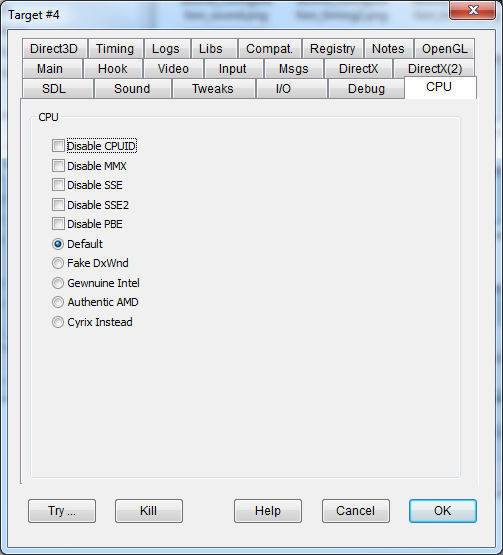 Target #4
Direct3D Timing Logs Libs Compat. Registry Notes OpenGL
Main Hook Video Input Msgs DirectX DirectX(2)
SDL Sound Tweaks I/O Debug CPU
CPU
Disable CPUID
Disable MMX
Disable SSE
Disable SSE2
Disable PBE
Default
Fake DxWnd
Gewnuine Intel
Authentic AMD
Cyrix Instead
Try ... Kill Help Cancel OK